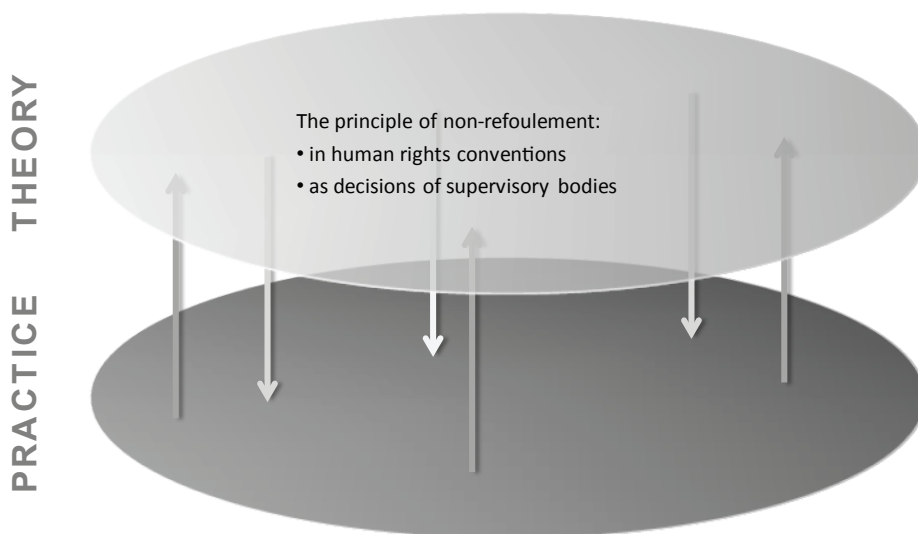 THEORY
The principle of non-refoulement:
• in human rights conventions
• as decisions of supervisory bodies
PRACTICE